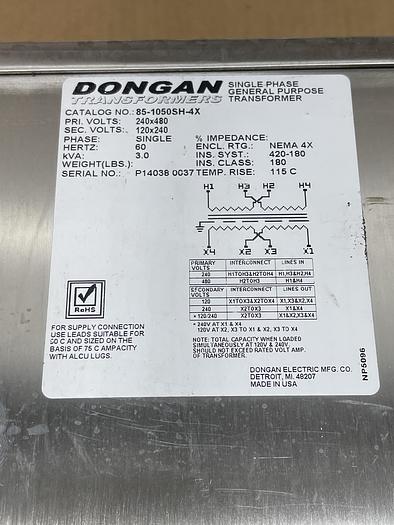 DONGAN
TRANSFORMERS
SINGLE PHASE
GENERAL PURPOSE
TRANSFORMER
CATALOG NO.: 85-1050SH-4X
PRI. VOLTS: 240x480
SEC. VOLTS:. 120x240
PHASE: SINGLE % IMPEDANCE:
HERTZ: 60 ENCL. RTG.: NEMA 4X
kVA: 3.0 INS. SYST.: 420-180
WEIGHT(LBS.) INS. CLASS: 180
SERIAL NO.: P14038 0037 TEMP. RISE: 115 C
H1 H3 H2 H4
X4 X2 X3 X1
PRIMARY VOLTS INTERCONNECT LINES IN
240 H1TOH3&H2TOH4 H1,H3&H2,H4
480 H2TOH3 H1&H4
SECONDARY VOLTS INTERCONNECT LINES OUT
120 X1TOX3&X2TOX4 X1,X3&X2,X4
240 X2TOX3 X1&X4
* 120/240 X2TOX3 X1&X2,X3&X4
* 240V AT X1 & X4
120V AT X2, X3 TO X1 & X2, X3 TO X4
NOTE: TOTAL CAPACITY WHEN LOADED
SIMULTANEOUSLY AT 120V & 240V.
SHOULD NOT EXCEED RATED VOLT AMP.
OF TRANSFORMER.
RoHS
FOR SUPPLY CONNECTION
USE LEADS SUITABLE FOR
60 C AND SIZED ON THE
BASIS OF 75 C AMPACITY
WITH ALCU LUGS.
DONGAN ELECTRIC MFG. CO.
DETROIT, MI. 48207
MADE IN USA
NP5096